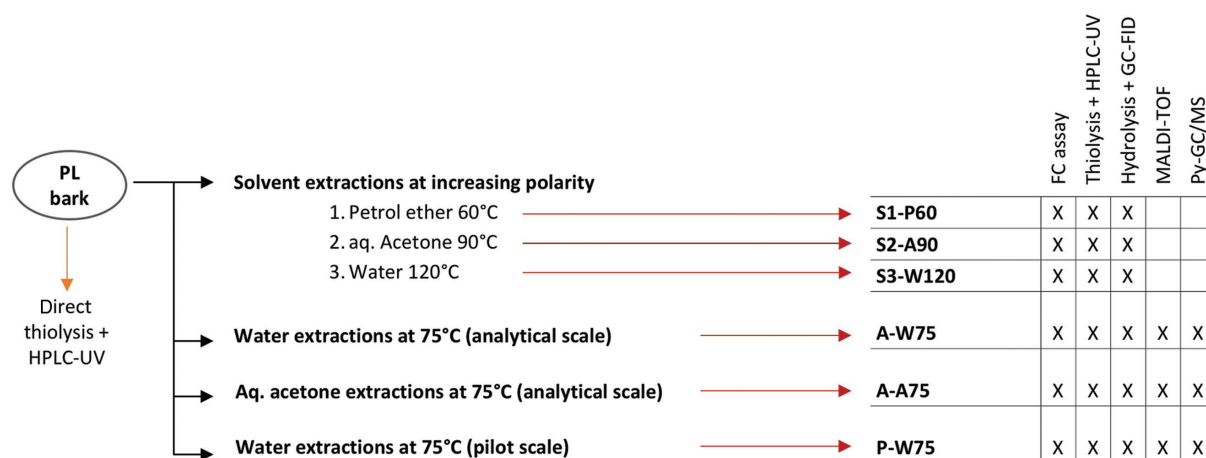 FC assay
Thiolysis + HPLC-UV
Hydrolysis + GC-FID
MALDI-TOF
Py-GC/MS
PL
bark
Direct
thiolysis +
HPLC-UV
Solvent extractions at increasing polarity
1. Petrol ether 60°C
S1-P60 X X X
2. aq. Acetone 90°C
S2-A90 X X X
3. Water 120°C
S3-W120 X X X
Water extractions at 75°C (analytical scale)
A-W75 X X X X X
Aq. acetone extractions at 75°C (analytical scale)
A-A75 X X X X X
Water extractions at 75°C (pilot scale)
P-W75 X X X X X